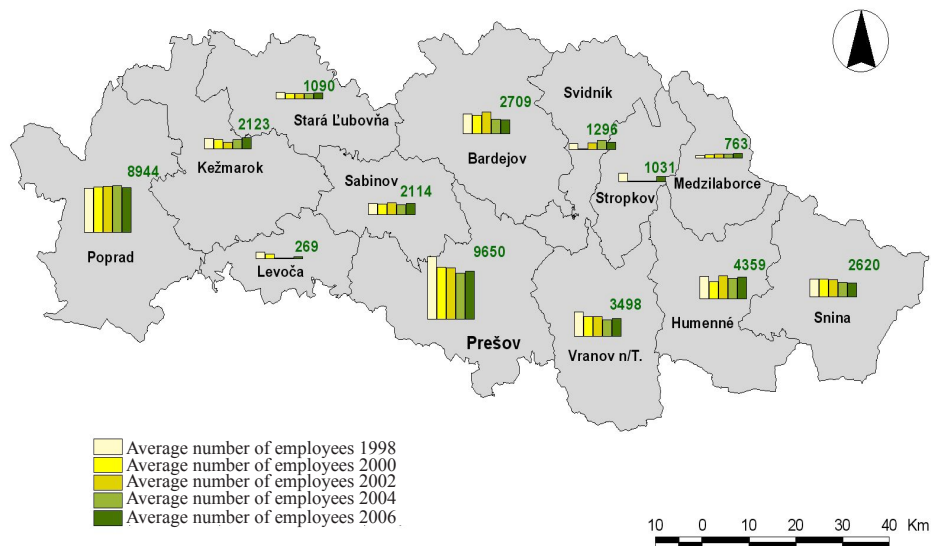 1090
Stará Ľubovňa
2123
Kežmarok
8944
Poprad
269
Levoča
Sabinov
2114
2709
Bardejov
Svidník
1296
1031
Stropkov
763
Medzilaborce
9650
Prešov
3498
Vranov n/T.
4359
Humenné
2620
Snina
Average number of employees 1998
Average number of employees 2000
Average number of employees 2002
Average number of employees 2004
Average number of employees 2006
10 0 10 20 30 40 Km